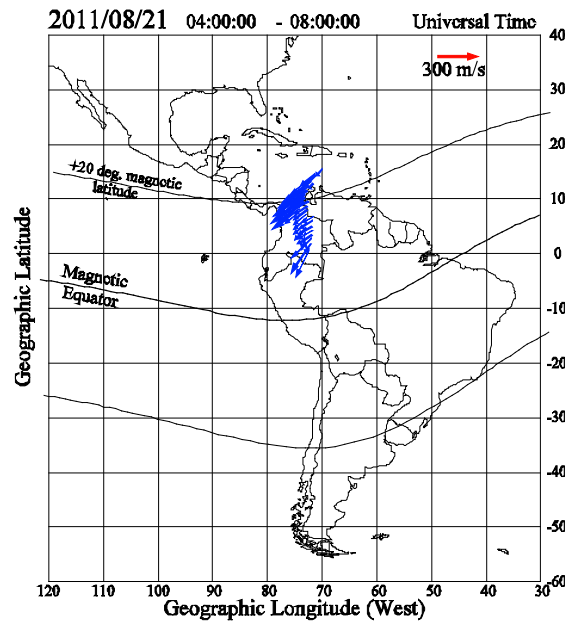 2011/08/21 04:00:00 - 08:00:00 Universal Time
300 m/s
+20 deg. magnetic
latitude
Magnetic
Equator
Geographic Latitude
40
30
20
10
0
-10
-20
-30
-40
-50
-60
120 110 100 90 80 70 60 50 40 30
Geographic Longitude (West)